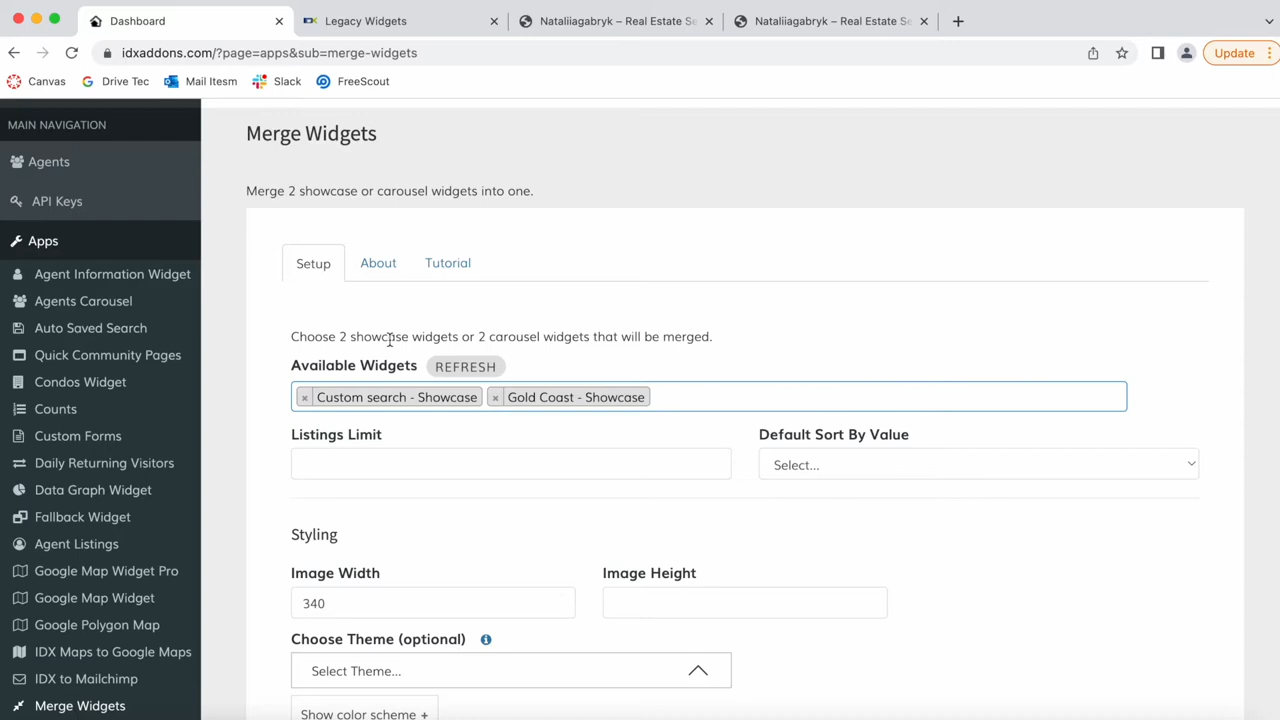 Dashboard
Legacy Widgets
Nataliiagabryk – Real Estate Se
Nataliiagabryk – Real Estate Se
idxaddons.com/?page=apps&sub=merge-widgets
Update
Canvas
Drive Tec
Mail Itesm
Slack
FreeScout
MAIN NAVIGATION
Agents
API Keys
Apps
Agent Information Widget
Agents Carousel
Auto Saved Search
Quick Community Pages
Condos Widget
Counts
Custom Forms
Daily Returning Visitors
Data Graph Widget
Fallback Widget
Agent Listings
Google Map Widget Pro
Google Map Widget
Google Polygon Map
IDX Maps to Google Maps
IDX to Mailchimp
Merge Widgets
Merge Widgets
Merge 2 showcase or carousel widgets into one.
Setup
About
Tutorial
Choose 2 showcase widgets or 2 carousel widgets that will be merged.
Available Widgets REFRESH
× Custom search - Showcase × Gold Coast - Showcase
Listings Limit
Default Sort By Value
Select...
Styling
Image Width
Image Height
340
Choose Theme (optional)
Select Theme...
Show color scheme +